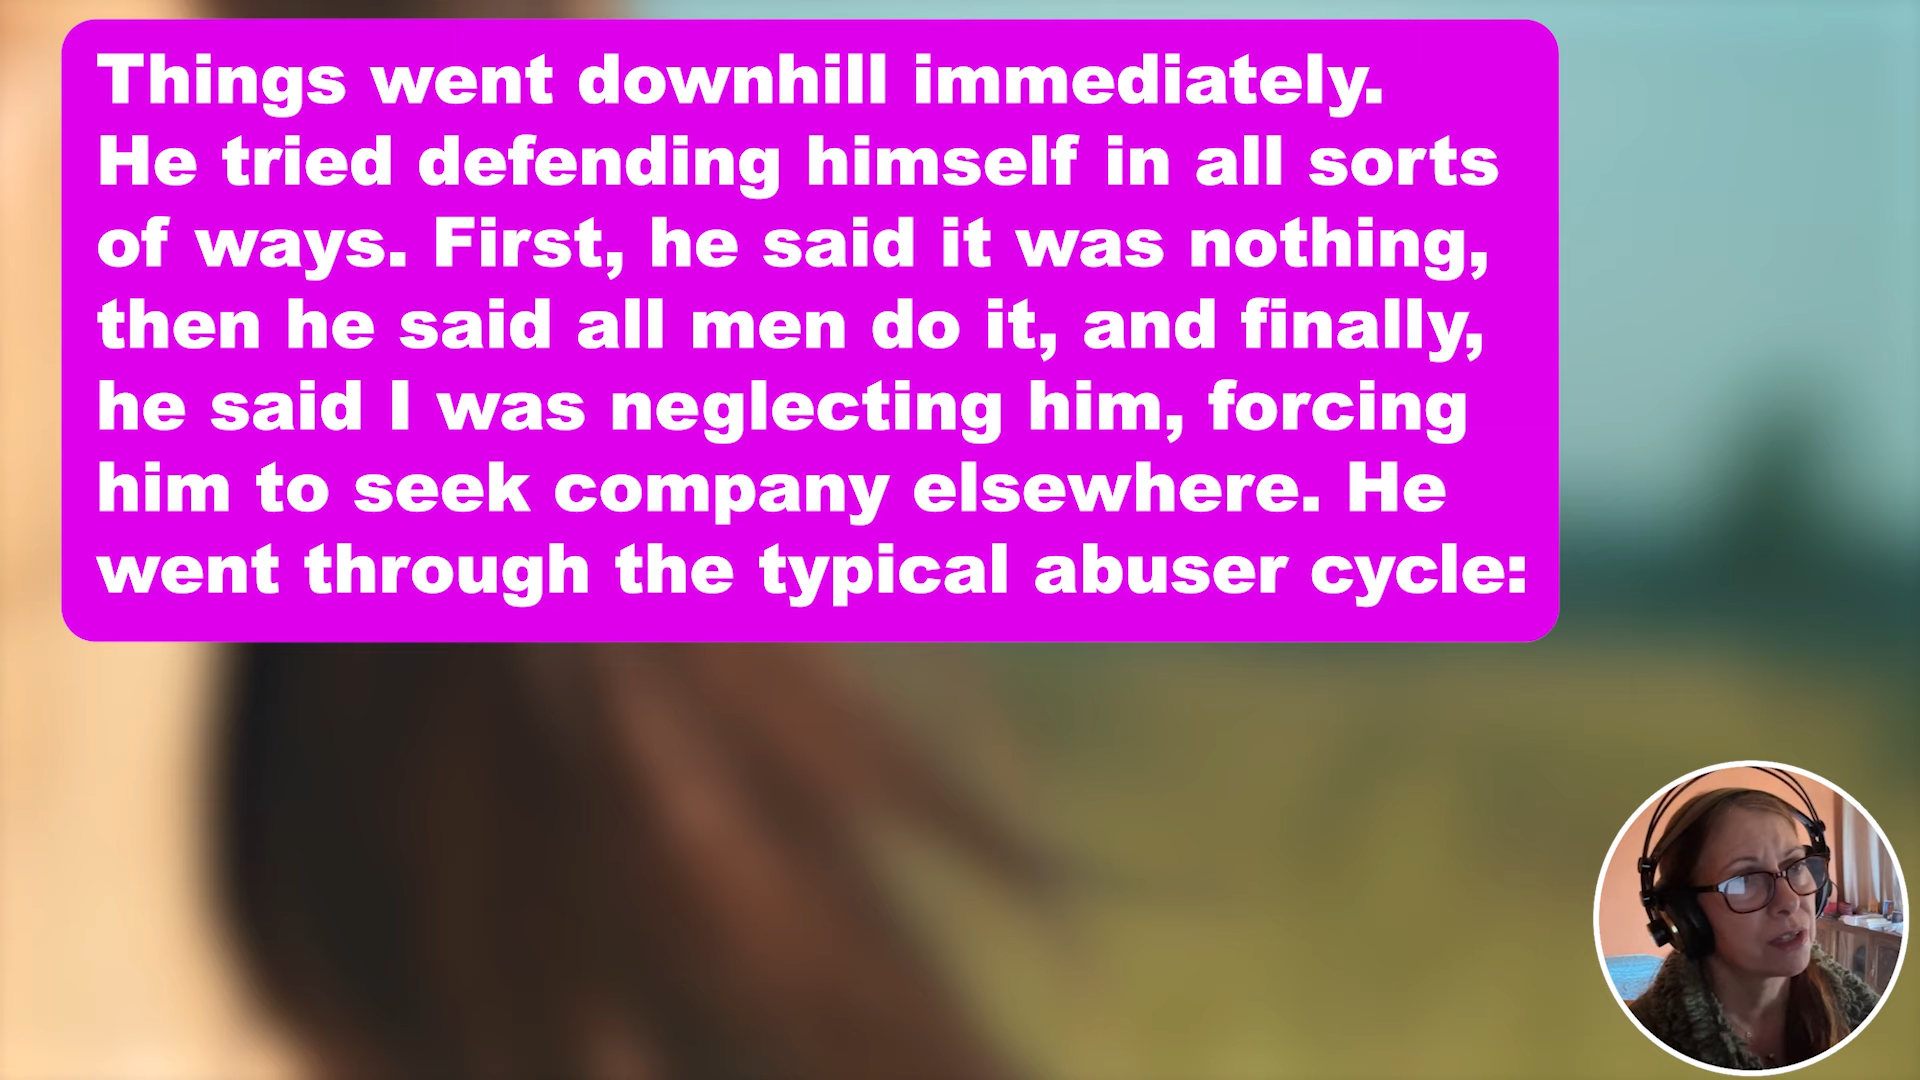 Things went downhill immediately.
He tried defending himself in all sorts
of ways. First, he said it was nothing,
then he said all men do it, and finally,
he said I was neglecting him, forcing
him to seek company elsewhere. He
went through the typical abuser cycle: